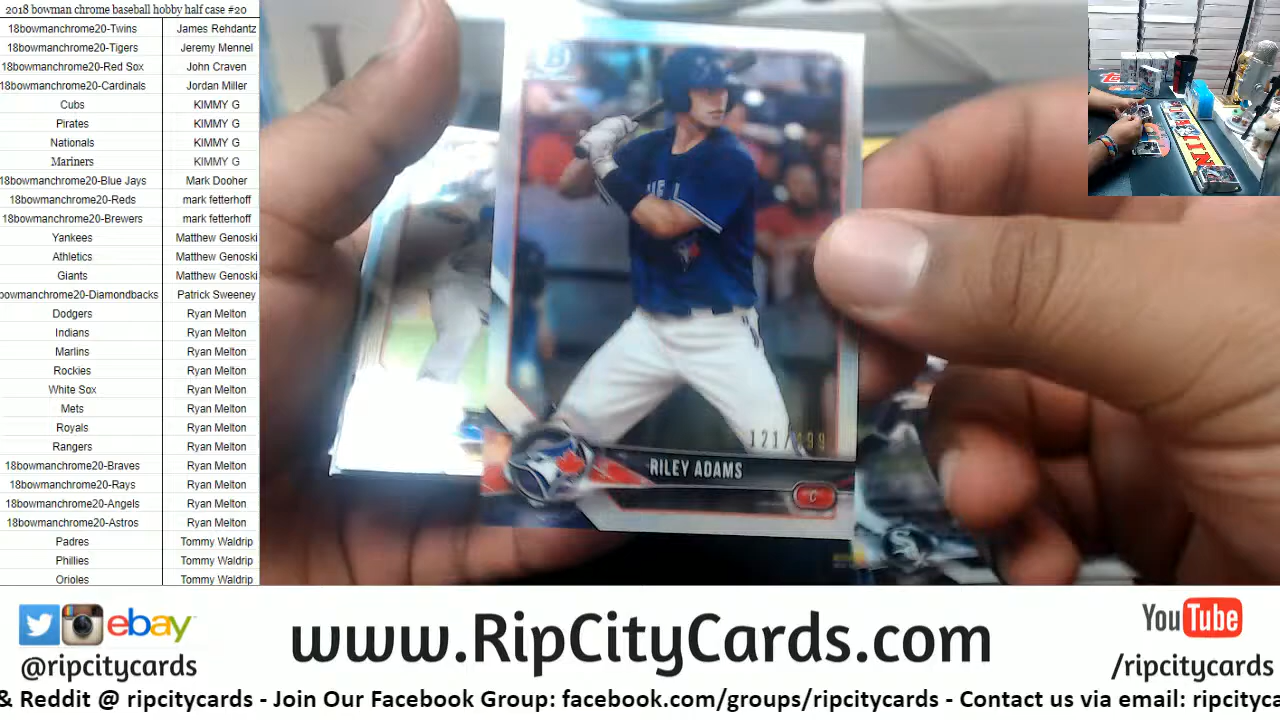 2018 bowman chrome baseball hobby half case #20
18bowmanchrome20-Twins James Rehdantz
18bowmanchrome20-Tigers Jeremy Mennel
18bowmanchrome20-Red Sox John Craven
18bowmanchrome20-Cardinals Jordan Miller
Cubs KIMMY G
Pirates KIMMY G
Nationals KIMMY G
Mariners KIMMY G
18bowmanchrome20-Blue Jays Mark Dooher
18bowmanchrome20-Reds mark fetterhoff
18bowmanchrome20-Brewers mark fetterhoff
Yankees Matthew Genoski
Athletics Matthew Genoski
Giants Matthew Genoski
bowmanchrome20-Diamondbacks Patrick Sweeney
Dodgers Ryan Melton
Indians Ryan Melton
Marlins Ryan Melton
Rockies Ryan Melton
White Sox Ryan Melton
Mets Ryan Melton
Royals Ryan Melton
Rangers Ryan Melton
18bowmanchrome20-Braves Ryan Melton
18bowmanchrome20-Rays Ryan Melton
18bowmanchrome20-Angels Ryan Melton
18bowmanchrome20-Astros Ryan Melton
Padres Tommy Waldrip
Phillies Tommy Waldrip
Orioles Tommy Waldrip
B
121/499
RILEY ADAMS
C
ebay
@ripcitycards
www.RipCityCards.com
YouTube
/ripcitycards
& Reddit @ ripcitycards - Join Our Facebook Group: facebook.com/groups/ripcitycards - Contact us via email: ripcityca